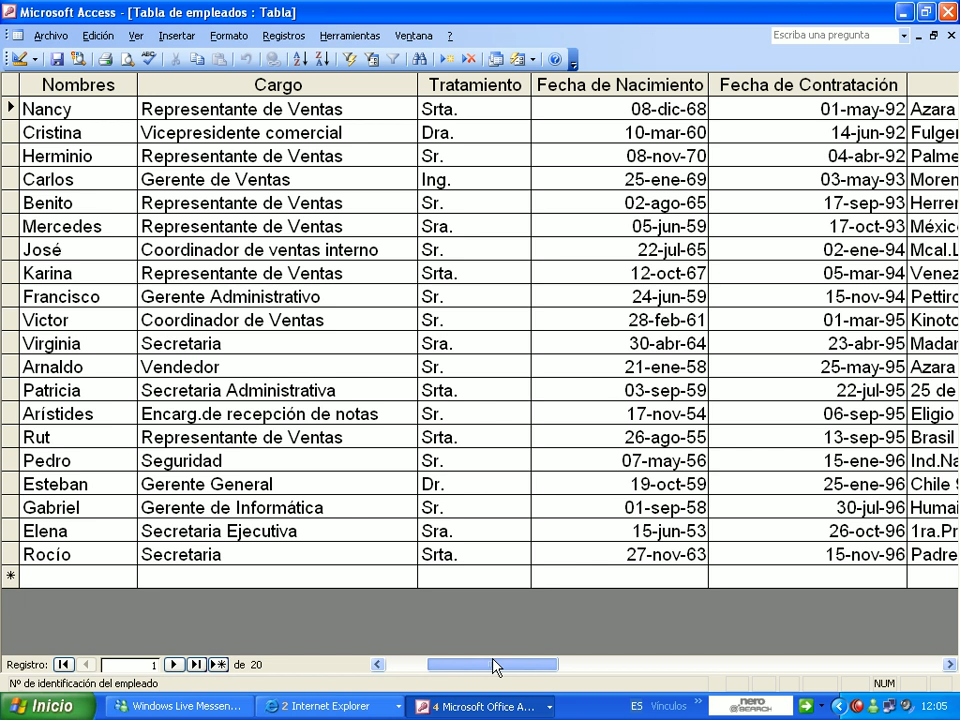 Microsoft Access - [Tabla de empleados : Tabla]
Archivo Edición Ver Insertar Formato Registros Herramientas Ventana ? Escriba una pregunta
Nombres Cargo Tratamiento Fecha de Nacimiento Fecha de Contratación
Nancy Representante de Ventas Srta. 08-dic-68 01-may-92 Azara
Cristina Vicepresidente comercial Dra. 10-mar-60 14-jun-92 Fulger
Herminio Representante de Ventas Sr. 08-nov-70 04-abr-92 Palme
Carlos Gerente de Ventas Ing. 25-ene-69 03-may-93 Moren
Benito Representante de Ventas Sr. 02-ago-65 17-sep-93 Herrer
Mercedes Representante de Ventas Sra. 05-jun-59 17-oct-93 Méxic
José Coordinador de ventas interno Sr. 22-jul-65 02-ene-94 Mcal.L
Karina Representante de Ventas Srta. 12-oct-67 05-mar-94 Venez
Francisco Gerente Administrativo Sr. 24-jun-59 15-nov-94 Pettiro
Victor Coordinador de Ventas Sr. 28-feb-61 01-mar-95 Kinoto
Virginia Secretaria Sra. 30-abr-64 23-abr-95 Madar
Arnaldo Vendedor Sr. 21-ene-58 25-may-95 Azara
Patricia Secretaria Administrativa Srta. 03-sep-59 22-jul-95 25 de
Arístides Encarg.de recepción de notas Sr. 17-nov-54 06-sep-95 Eligio
Rut Representante de Ventas Srta. 26-ago-55 13-sep-95 Brasil
Pedro Seguridad Sr. 07-may-56 15-ene-96 Ind.Na
Esteban Gerente General Dr. 19-oct-59 25-ene-96 Chile 9
Gabriel Gerente de Informática Sr. 01-sep-58 30-jul-96 Humai
Elena Secretaria Ejecutiva Sra. 15-jun-53 26-oct-96 1ra.Pr
Rocío Secretaria Srta. 27-nov-63 15-nov-96 Padre
Registro: 1 de 20
Nº de identificación del empleado NUM
Inicio Windows Live Messen... 2 Internet Explorer 4 Microsoft Office A... ES Vínculos » nero SEARCH 12:05